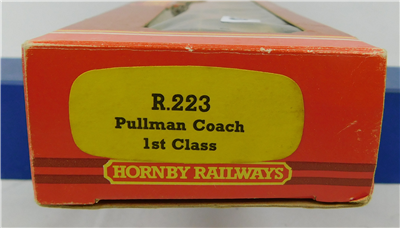 R.223
Pullman Coach
1st Class
HORNBY RAILWAYS